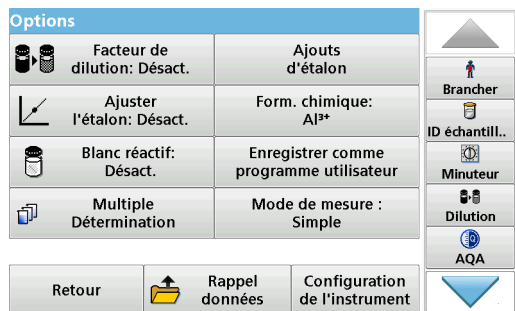 Options
Facteur de
dilution: Désact.
Ajouts
d'étalon
Ajuster
l'étalon: Désact.
Form. chimique:
Al³⁺
Blanc réactif:
Désact.
Enregistrer comme
programme utilisateur
Multiple
Détermination
Mode de mesure :
Simple
Retour
Rappel
données
Configuration
de l'instrument
Brancher
ID échantill..
Minuteur
Dilution
AQA